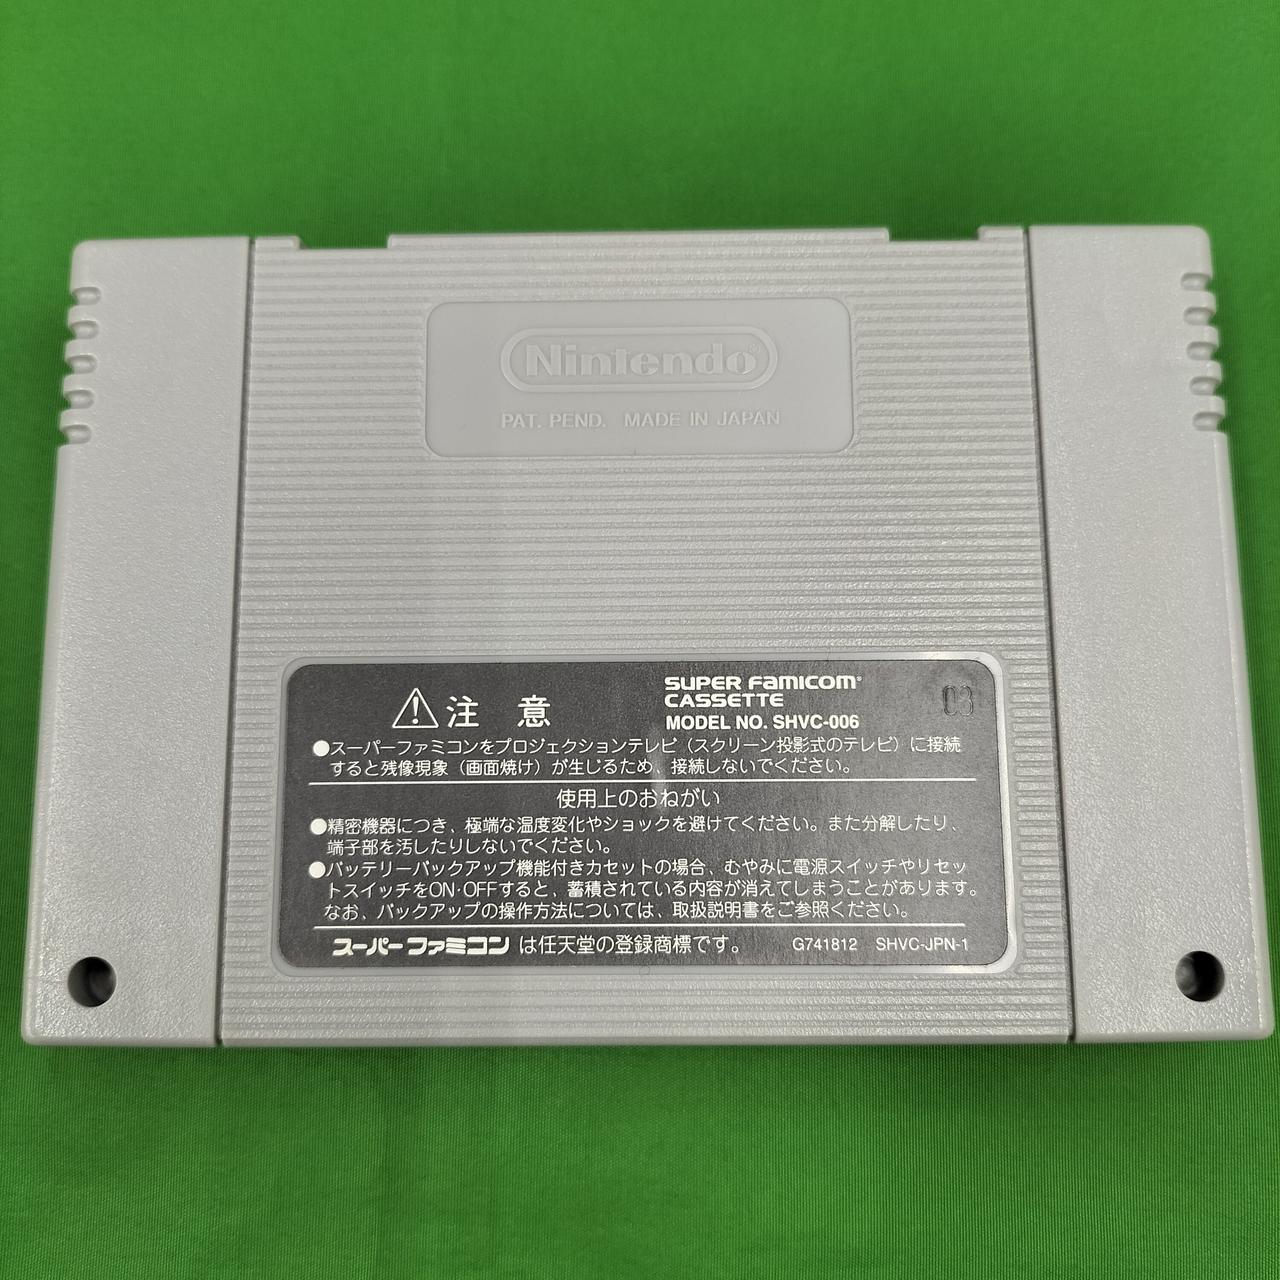 Nintendo®
PAT. PEND. MADE IN JAPAN
注 意
SUPER FAMICOM®
CASSETTE
MODEL NO. SHVC-006
03
●スーパーファミコンをプロジェクションテレビ（スクリーン投影式のテレビ）に接続
すると残像現象（画面焼け）が生じるため、接続しないでください。
使用上のおねがい
●精密機器につき、極端な温度変化やショックを避けてください。また分解したり、
端子部を汚したりしないでください。
●バッテリーバックアップ機能付きカセットの場合、むやみに電源スイッチやリセッ
トスイッチをON·OFFすると、蓄積されている内容が消えてしまうことがあります。
なお、バックアップの操作方法については、取扱説明書をご参照ください。
スーパーファミコン は任天堂の登録商標です。 G741812 SHVC-JPN-1